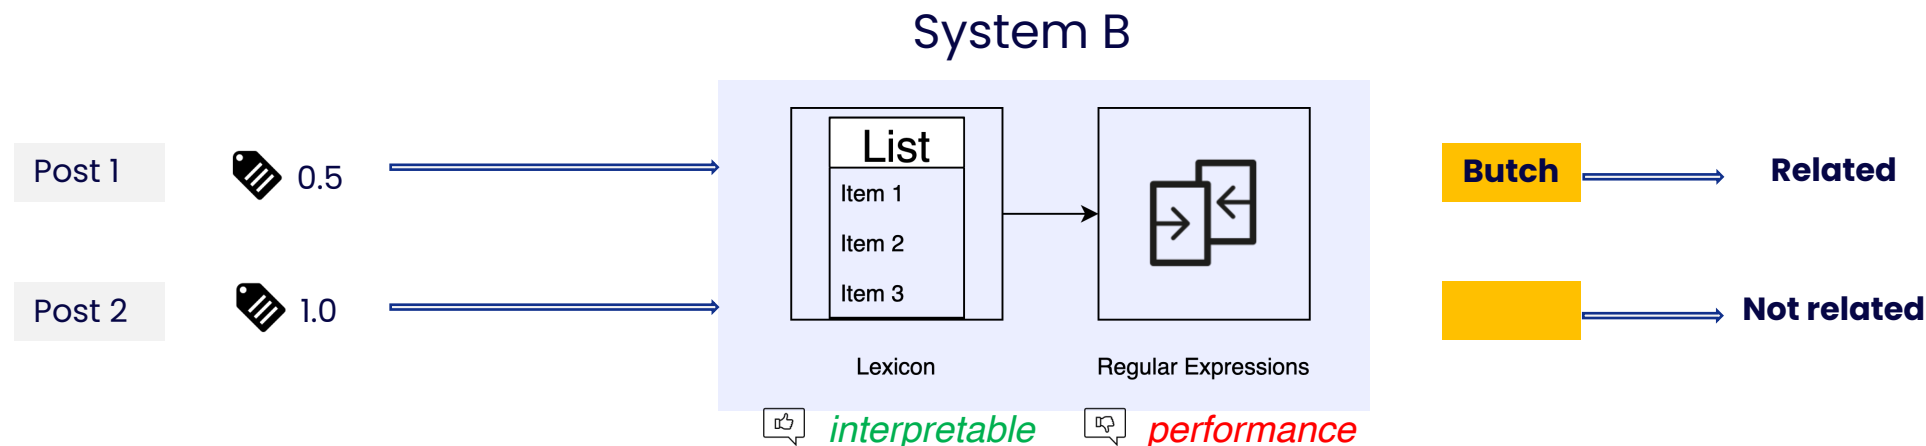 System B
Post 1
0.5
List
Item 1
Item 2
Item 3
Lexicon
Regular Expressions
Butch
Related
Post 2
1.0
Not related
interpretable
performance